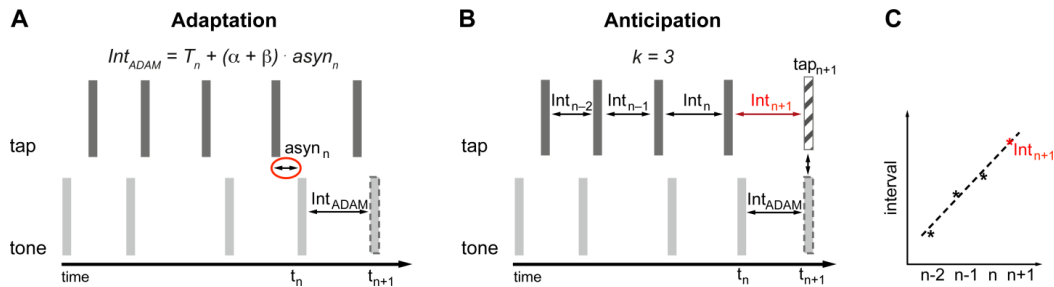 A
Adaptation
Int_ADAM = T_n + (α + β) · asyn_n
tap
asyn_n
Int_ADAM
tone
time
t_n
t_n+1
B
Anticipation
k = 3
tap_n+1
Int_n–2
Int_n–1
Int_n
Int_n+1
tap
Int_ADAM
tone
time
t_n
t_n+1
C
*Int_n+1
*
*
*
interval
n-2 n-1 n n+1